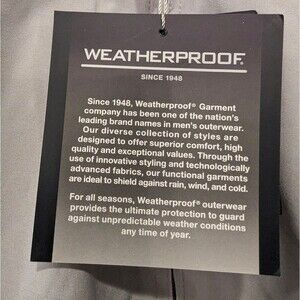 WEATHERPROOF.
SINCE 1948
Since 1948, Weatherproof® Garment
company has been one of the nation's
leading brand names in men's outerwear.
Our diverse collection of styles are
designed to offer superior comfort, high
quality and exceptional values. Through the
use of innovative styling and technologically
advanced fabrics, our functional garments
are ideal to shield against rain, wind, and cold.
For all seasons, Weatherproof® outerwear
provides the ultimate protection to guard
against unpredictable weather conditions
any time of year.